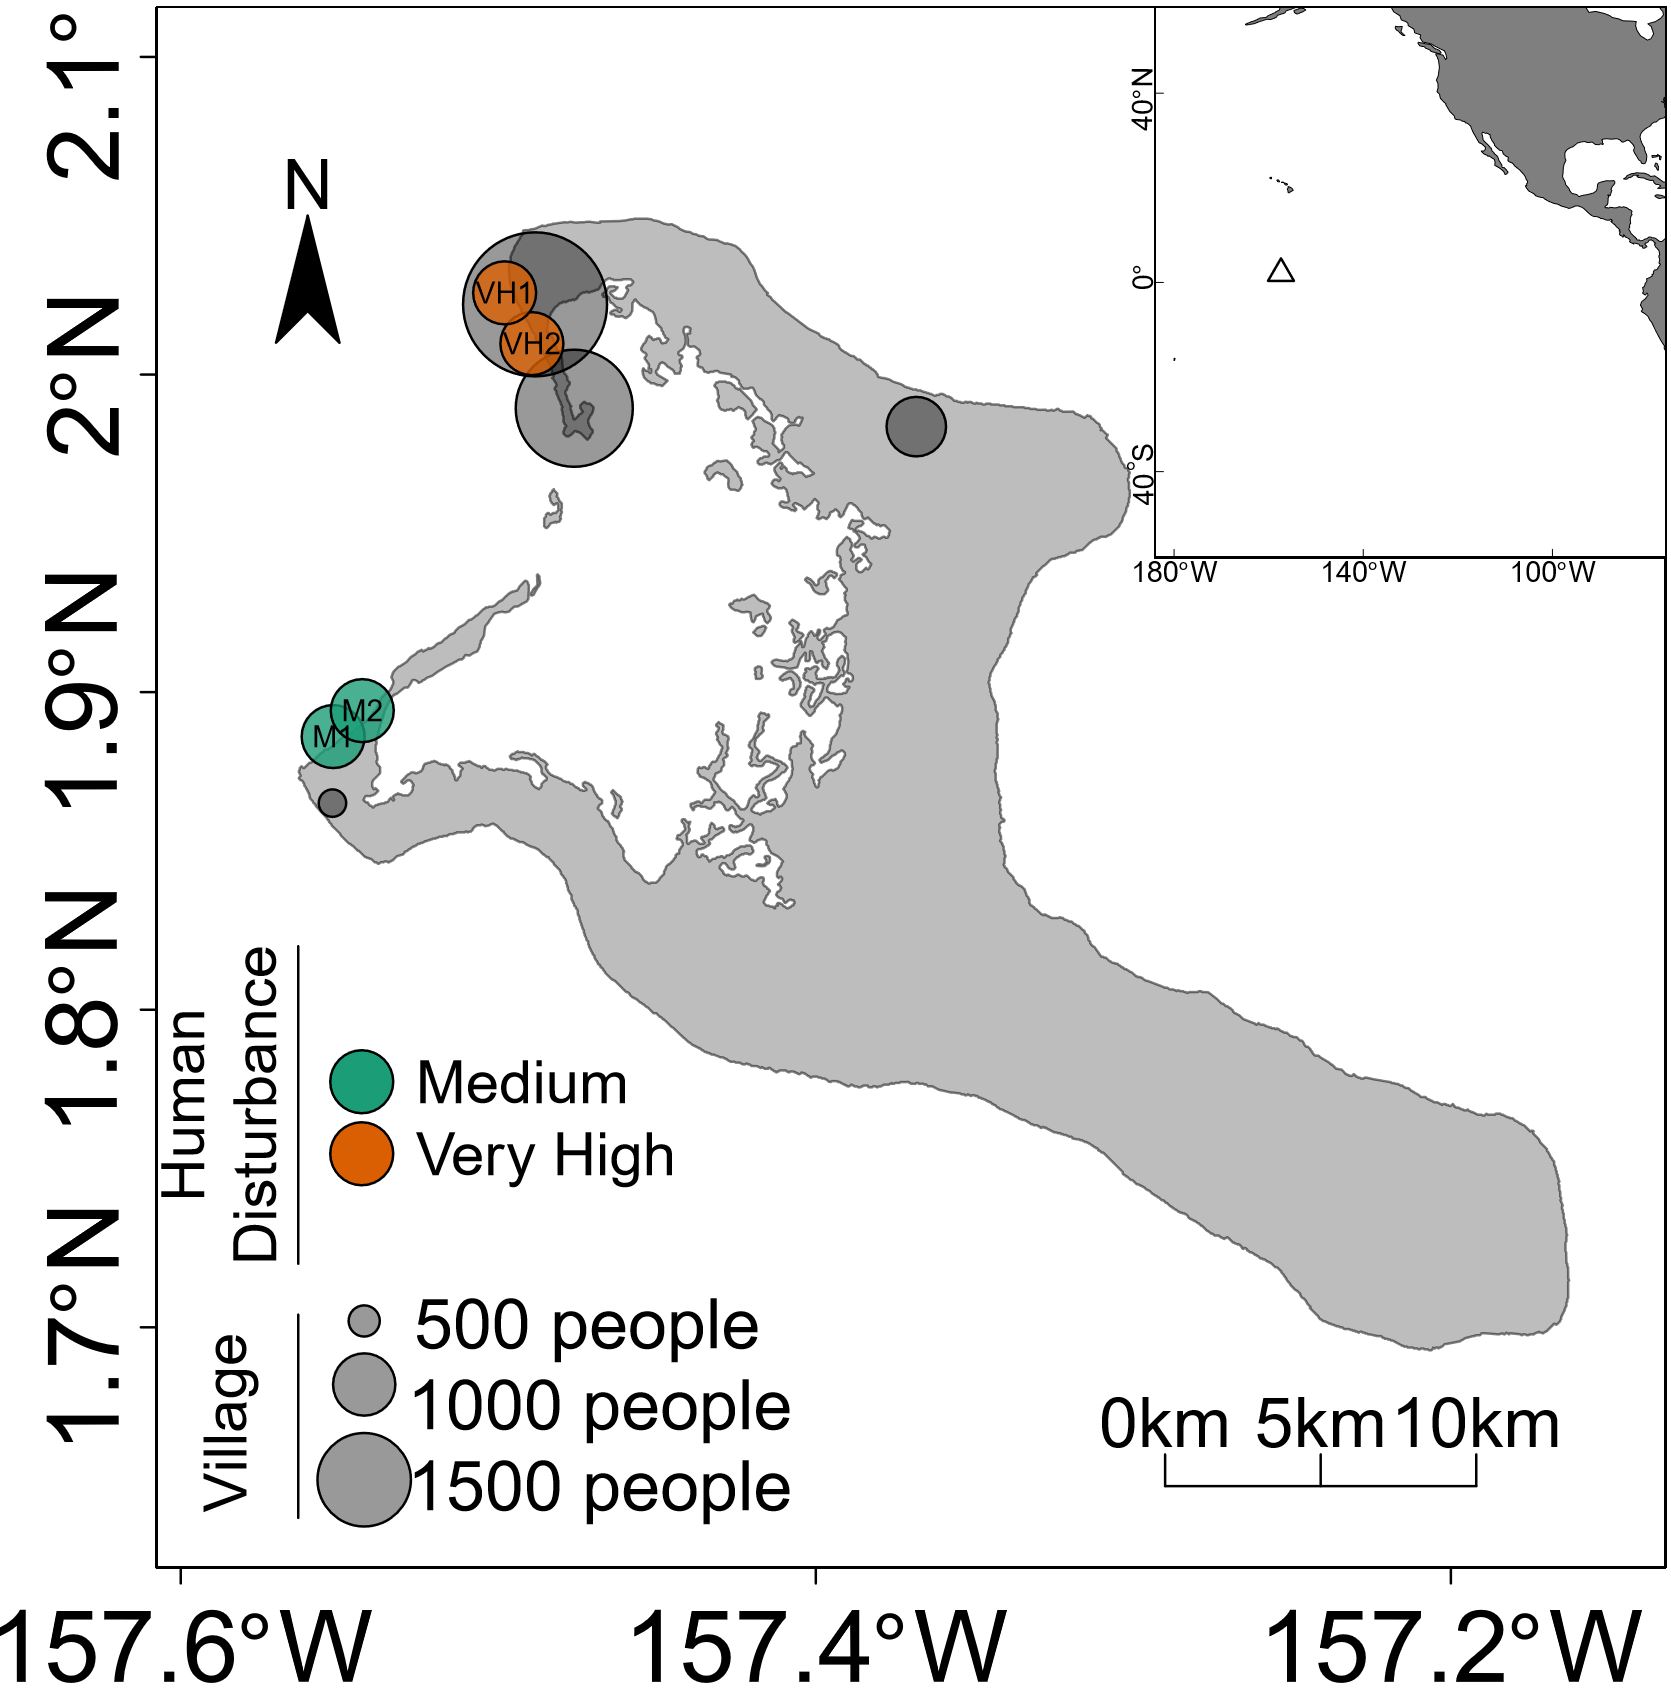 2.1°
2°N
1.9°N
1.8°N
1.7°N
N
VH1
VH2
M2
M1
40°N
0°
40°S
180°W
140°W
100°W
Human
Disturbance
Medium
Very High
Village
500 people
1000 people
1500 people
0km 5km 10km
157.6°W
157.4°W
157.2°W